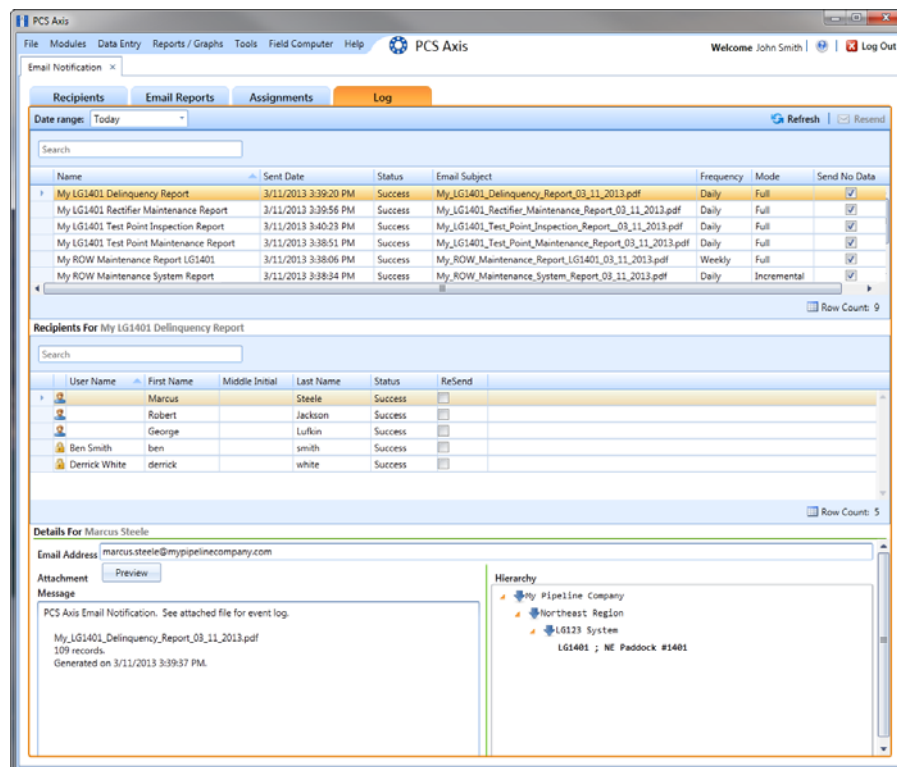 PCS Axis
File Modules Data Entry Reports / Graphs Tools Field Computer Help PCS Axis Welcome John Smith Log Out
Email Notification ×
Recipients Email Reports Assignments Log
Date range: Today Refresh Resend
Search
Name Sent Date Status Email Subject Frequency Mode Send No Data
My LG1401 Delinquency Report 3/11/2013 3:39:20 PM Success My_LG1401_Delinquency_Report_03_11_2013.pdf Daily Full
My LG1401 Rectifier Maintenance Report 3/11/2013 3:39:56 PM Success My_LG1401_Rectifier_Maintenance_Report_03_11_2013.pdf Daily Full
My LG1401 Test Point Inspection Report 3/11/2013 3:40:23 PM Success My_LG1401_Test_Point_Inspection_Report__03_11_2013.pdf Daily Full
My LG1401 Test Point Maintenance Report 3/11/2013 3:38:51 PM Success My_LG1401_Test_Point_Maintenance_Report_03_11_2013.pdf Daily Full
My ROW Maintenance Report LG1401 3/11/2013 3:38:06 PM Success My_ROW_Maintenance_Report_LG1401_03_11_2013.pdf Weekly Full
My ROW Maintenance System Report 3/11/2013 3:38:34 PM Success My_ROW_Maintenance_System_Report_03_11_2013.pdf Daily Incremental
Row Count: 9
Recipients For My LG1401 Delinquency Report
Search
User Name First Name Middle Initial Last Name Status ReSend
Marcus Steele Success
Robert Jackson Success
George Lufkin Success
Ben Smith ben smith Success
Derrick White derrick white Success
Row Count: 5
Details For Marcus Steele
Email Address marcus.steele@mypipelinecompany.com
Attachment Preview
Message
PCS Axis Email Notification. See attached file for event log.
My_LG1401_Delinquency_Report_03_11_2013.pdf
109 records.
Generated on 3/11/2013 3:39:37 PM.
Hierarchy
My Pipeline Company
Northeast Region
LG123 System
LG1401 ; NE Paddock #1401